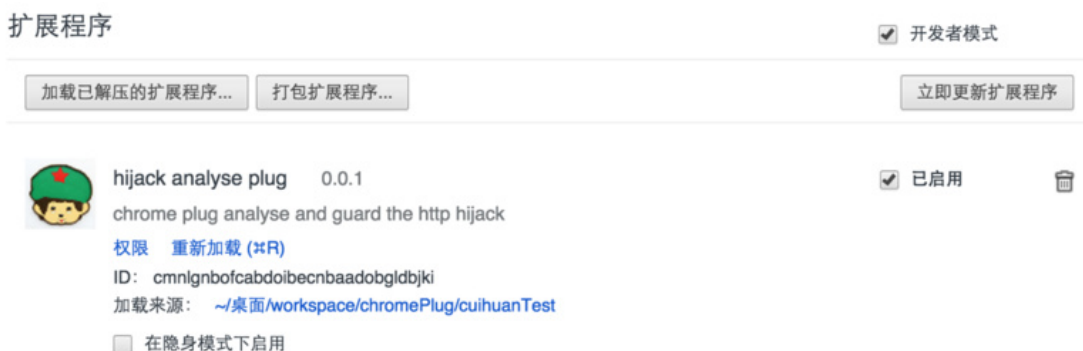 扩展程序
开发者模式
加载已解压的扩展程序... 打包扩展程序... 立即更新扩展程序
hijack analyse plug 0.0.1 已启用
chrome plug analyse and guard the http hijack
权限 重新加载 (⌘R)
ID: cmnlgnbofcabdoibecnbaadobgldbjki
加载来源: ~/桌面/workspace/chromePlug/cuihuanTest
在隐身模式下启用